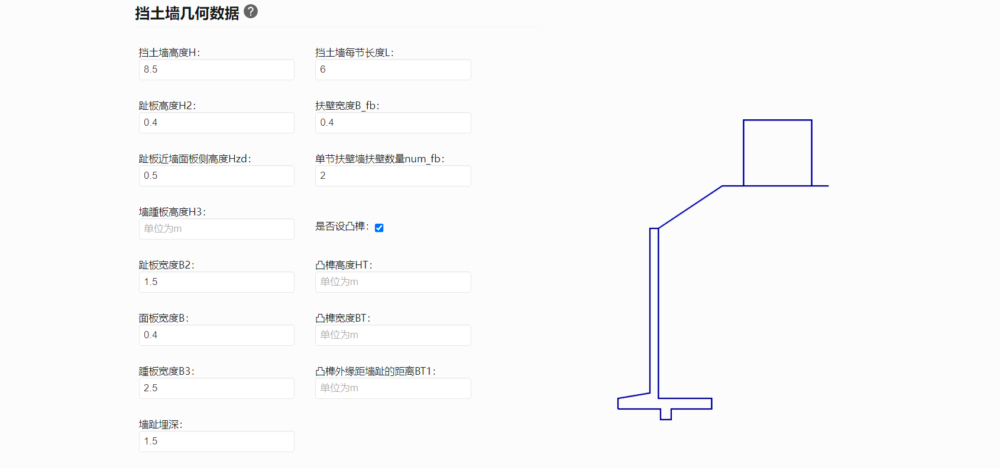 挡土墙几何数据 ?
挡土墙高度H:
8.5
挡土墙每节长度L:
6
趾板高度H2:
0.4
扶壁宽度B_fb:
0.4
趾板近墙面板侧高度Hzd:
0.5
单节扶壁墙扶壁数量num_fb:
2
墙踵板高度H3:
单位为m
是否设凸榫:
趾板宽度B2:
1.5
凸榫高度HT:
单位为m
面板宽度B:
0.4
凸榫宽度BT:
单位为m
踵板宽度B3:
2.5
凸榫外缘距墙趾的距离BT1:
单位为m
墙趾埋深:
1.5